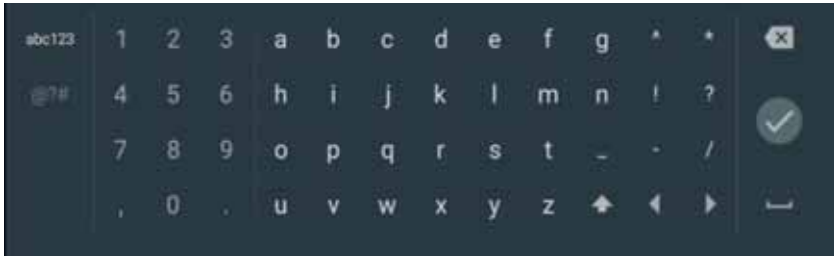 abc123 1 2 3 a b c d e f g ^ *
@?# 4 5 6 h i j k l m n ! ?
7 8 9 o p q r s t _ - /
, 0 . u v w x y z